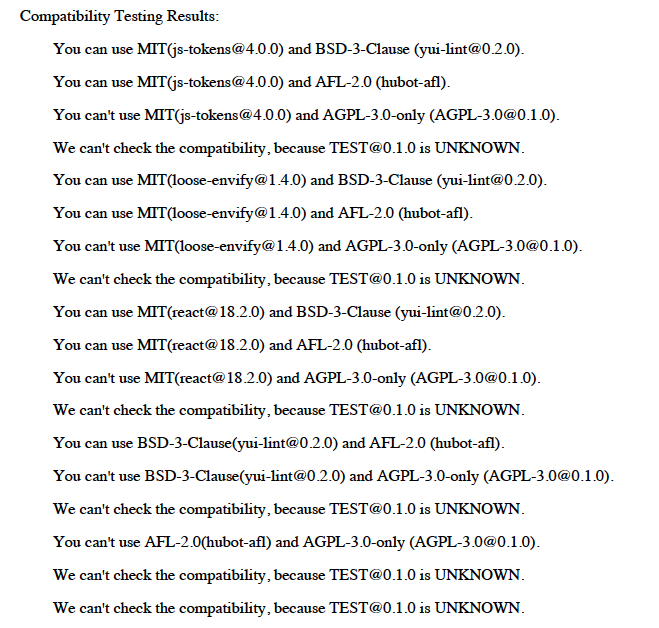 Compatibility Testing Results:
You can use MIT(js-tokens@4.0.0) and BSD-3-Clause (yui-lint@0.2.0).
You can use MIT(js-tokens@4.0.0) and AFL-2.0 (hubot-afl).
You can't use MIT(js-tokens@4.0.0) and AGPL-3.0-only (AGPL-3.0@0.1.0).
We can't check the compatibility, because TEST@0.1.0 is UNKNOWN.
You can use MIT(loose-envify@1.4.0) and BSD-3-Clause (yui-lint@0.2.0).
You can use MIT(loose-envify@1.4.0) and AFL-2.0 (hubot-afl).
You can't use MIT(loose-envify@1.4.0) and AGPL-3.0-only (AGPL-3.0@0.1.0).
We can't check the compatibility, because TEST@0.1.0 is UNKNOWN.
You can use MIT(react@18.2.0) and BSD-3-Clause (yui-lint@0.2.0).
You can use MIT(react@18.2.0) and AFL-2.0 (hubot-afl).
You can't use MIT(react@18.2.0) and AGPL-3.0-only (AGPL-3.0@0.1.0).
We can't check the compatibility, because TEST@0.1.0 is UNKNOWN.
You can use BSD-3-Clause(yui-lint@0.2.0) and AFL-2.0 (hubot-afl).
You can't use BSD-3-Clause(yui-lint@0.2.0) and AGPL-3.0-only (AGPL-3.0@0.1.0).
We can't check the compatibility, because TEST@0.1.0 is UNKNOWN.
You can't use AFL-2.0(hubot-afl) and AGPL-3.0-only (AGPL-3.0@0.1.0).
We can't check the compatibility, because TEST@0.1.0 is UNKNOWN.
We can't check the compatibility, because TEST@0.1.0 is UNKNOWN.